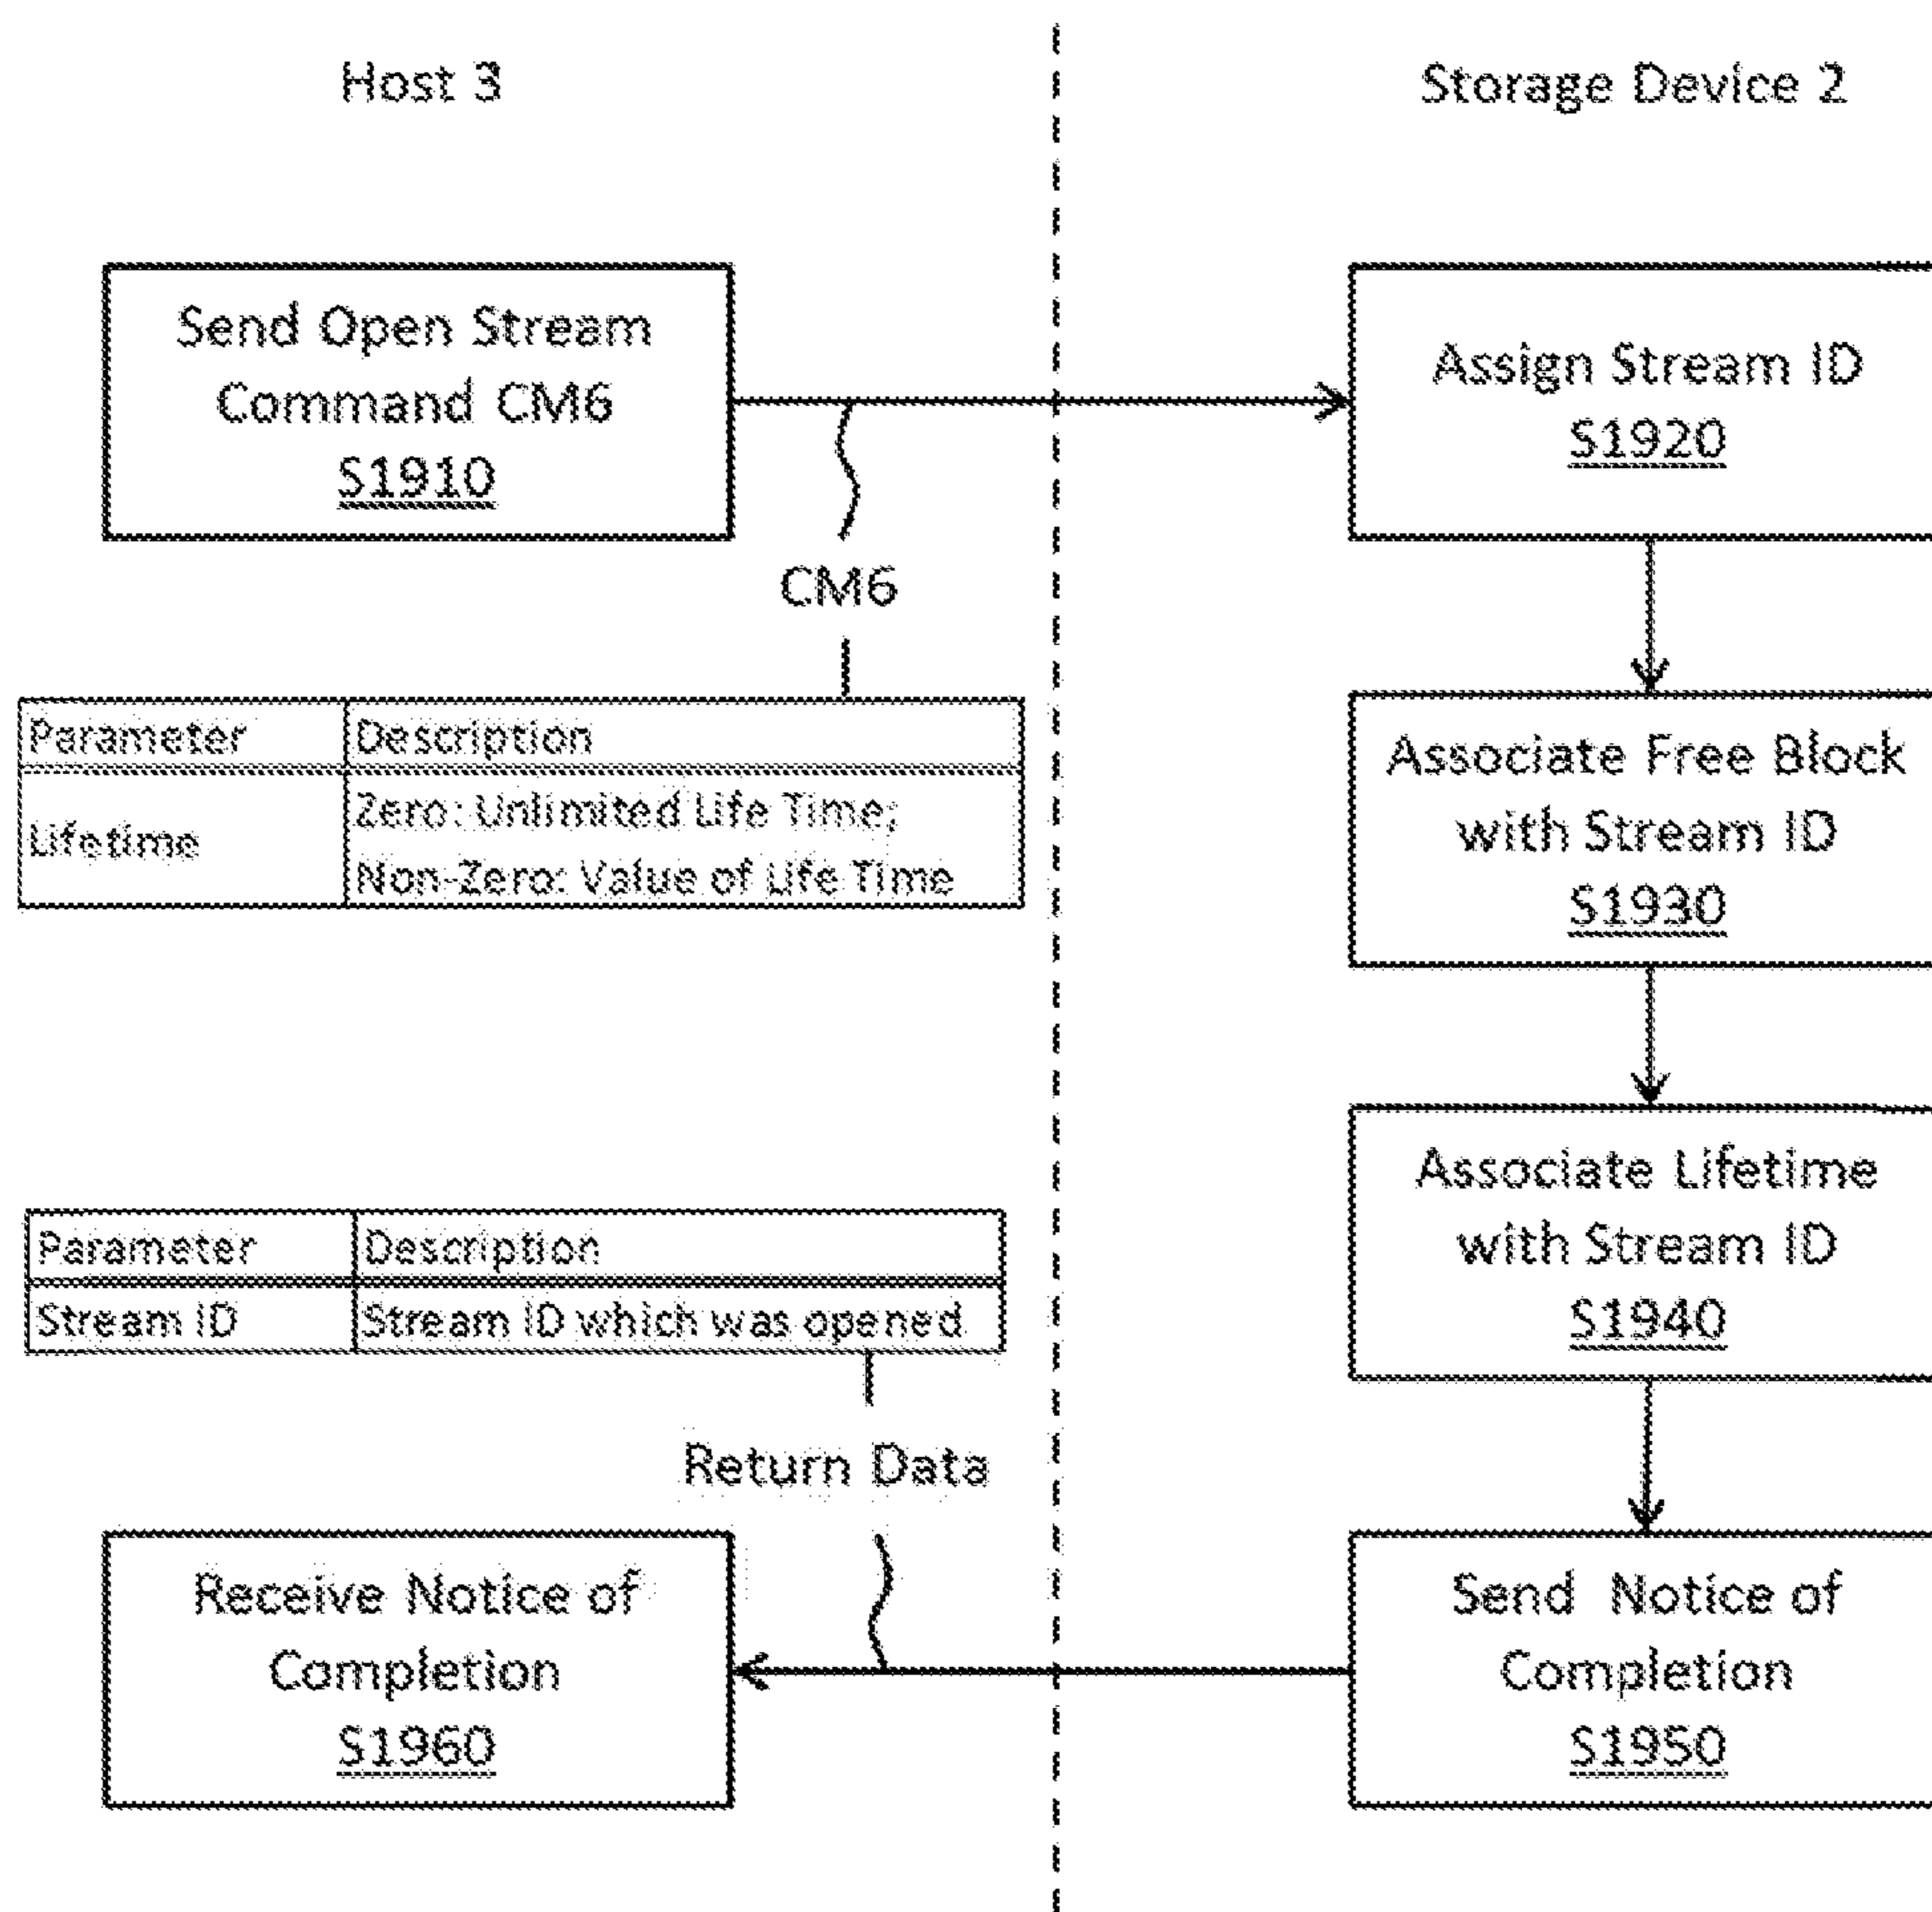 Host 3
Storage Device 2
Send Open Stream
Command CM6
S1910
Assign Stream ID
S1920
CM6
Parameter Description
Lifetime
Zero: Unlimited Life Time;
Non-Zero: Value of Life Time
Associate Free Block
with Stream ID
S1930
Associate Lifetime
with Stream ID
S1940
Parameter Description
Stream ID Stream ID which was opened
Return Data
Receive Notice of
Completion
S1960
Send Notice of
Completion
S1950